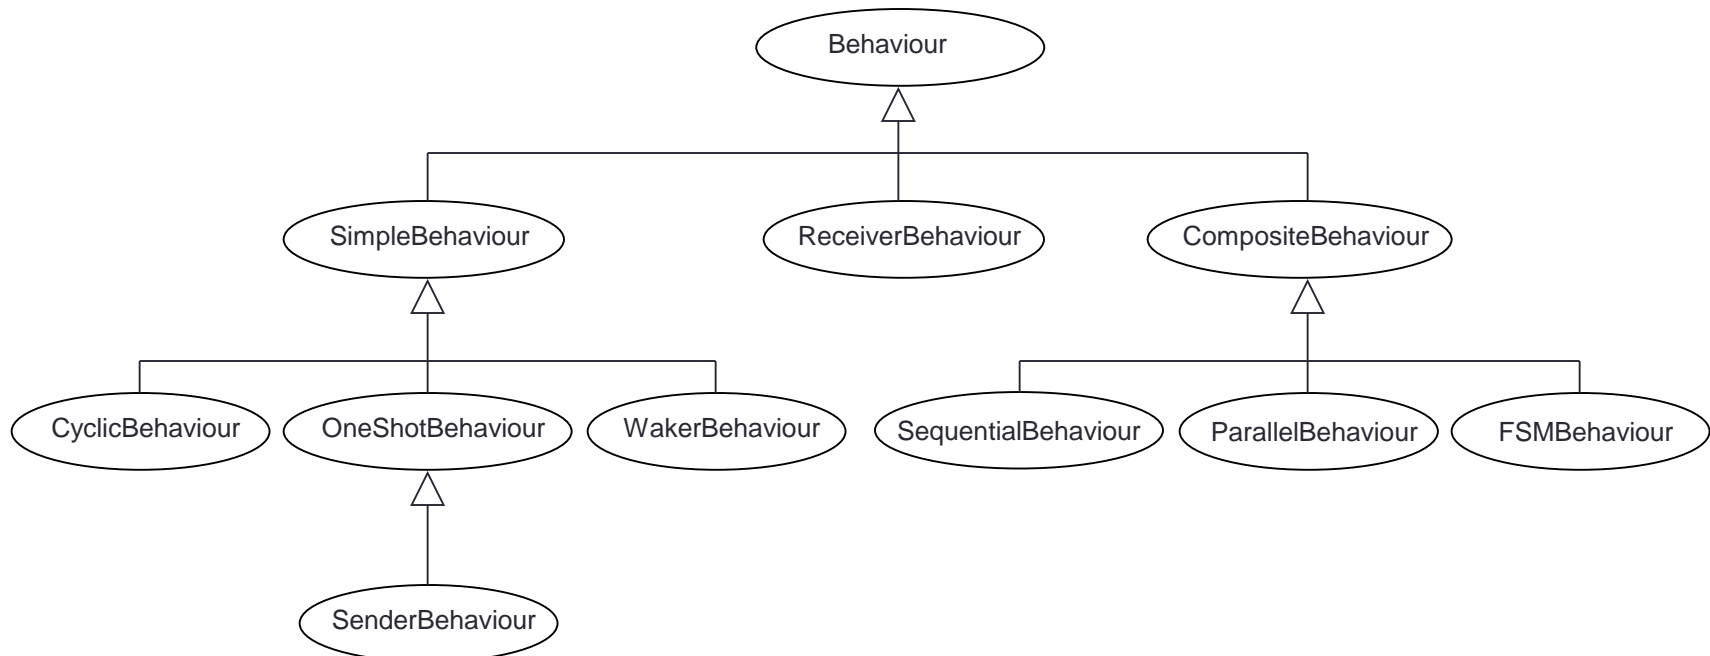 Behaviour
SimpleBehaviour
ReceiverBehaviour
CompositeBehaviour
CyclicBehaviour
OneShotBehaviour
WakerBehaviour
SequentialBehaviour
ParallelBehaviour
FSMBehaviour
SenderBehaviour